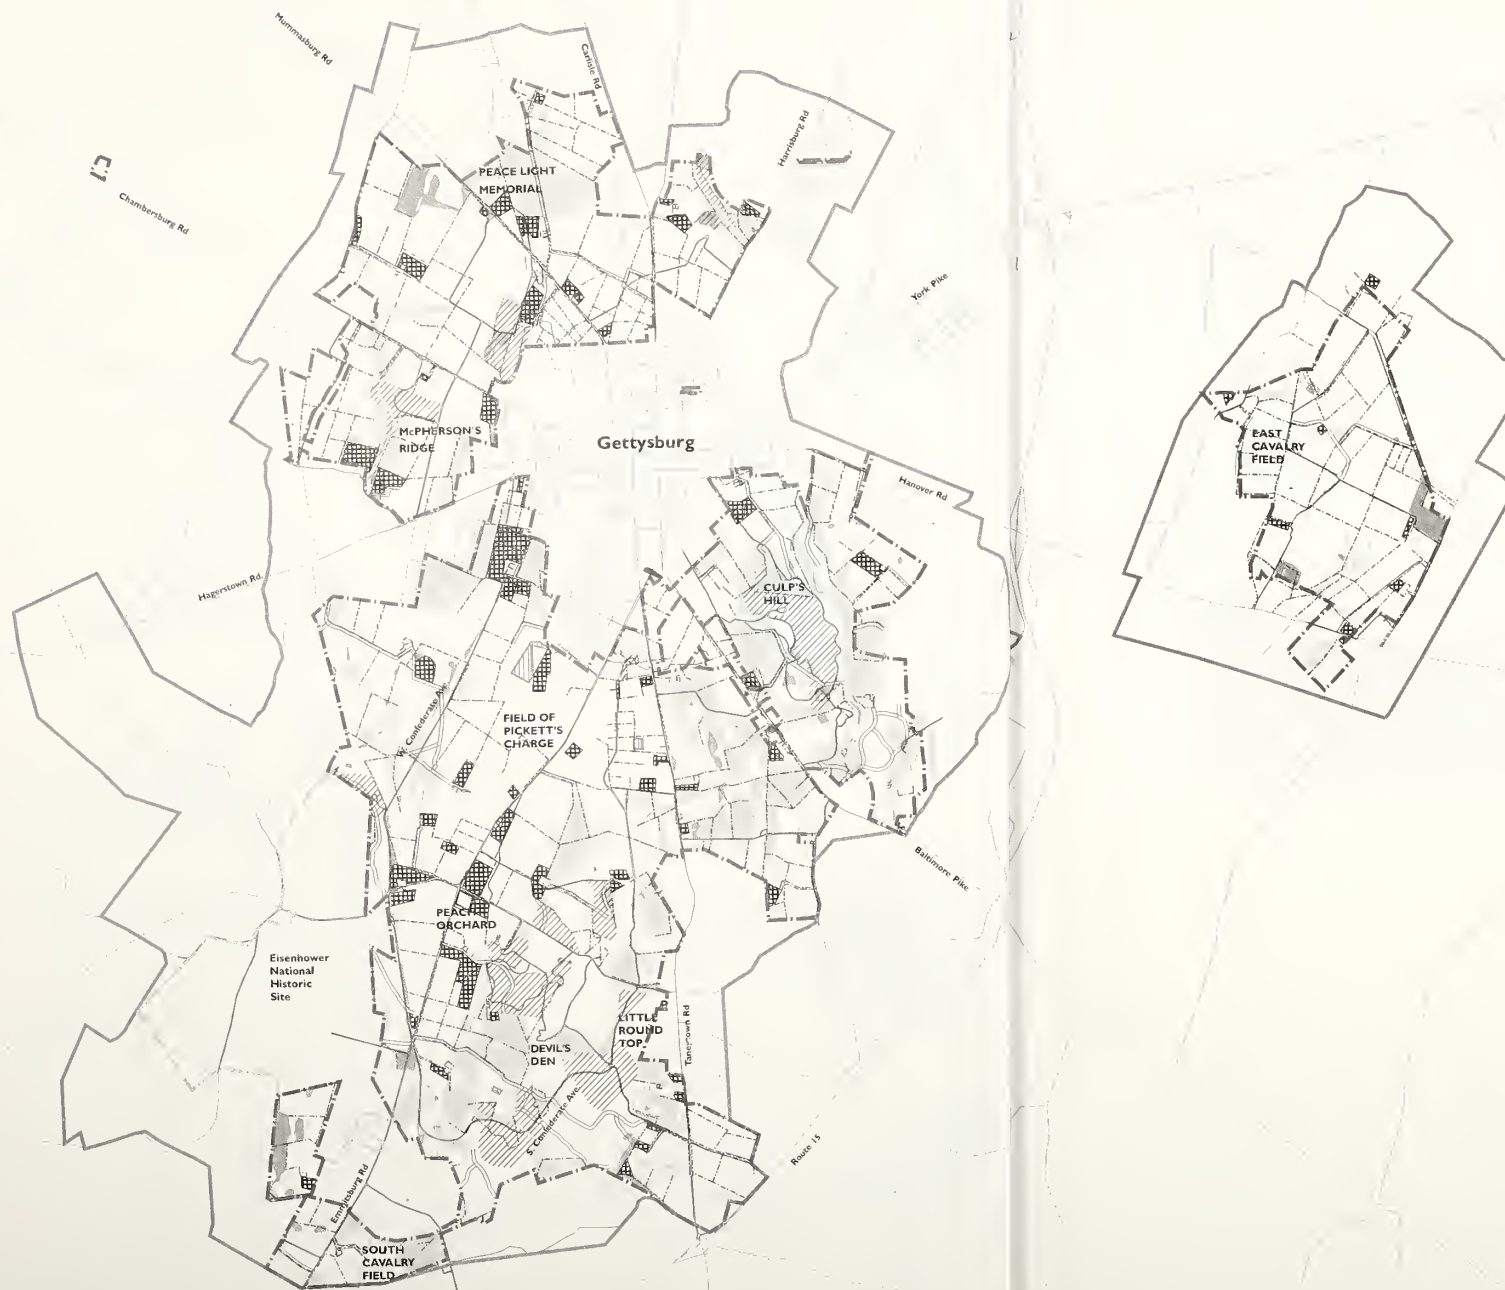 Mummasburg Rd
Carlisle Rd
Harrisburg Rd
Chambersburg Rd
PEACE LIGHT
MEMORIAL
York Pike
McPHERSON'S
RIDGE
Gettysburg
EAST
CAVALRY
FIELD
Hanover Rd
Hagerstown Rd.
CULP'S
HILL
W. Confederate Ave.
FIELD OF
PICKETT'S
CHARGE
Baltimore Pike
PEACH
ORCHARD
Eisenhower
National
Historic
Site
LITTLE
ROUND
TOP
Taneytown Rd
DEVIL'S
DEN
S. Confederate Ave.
Route 15
Emmitsburg Rd
SOUTH
CAVALRY
FIELD